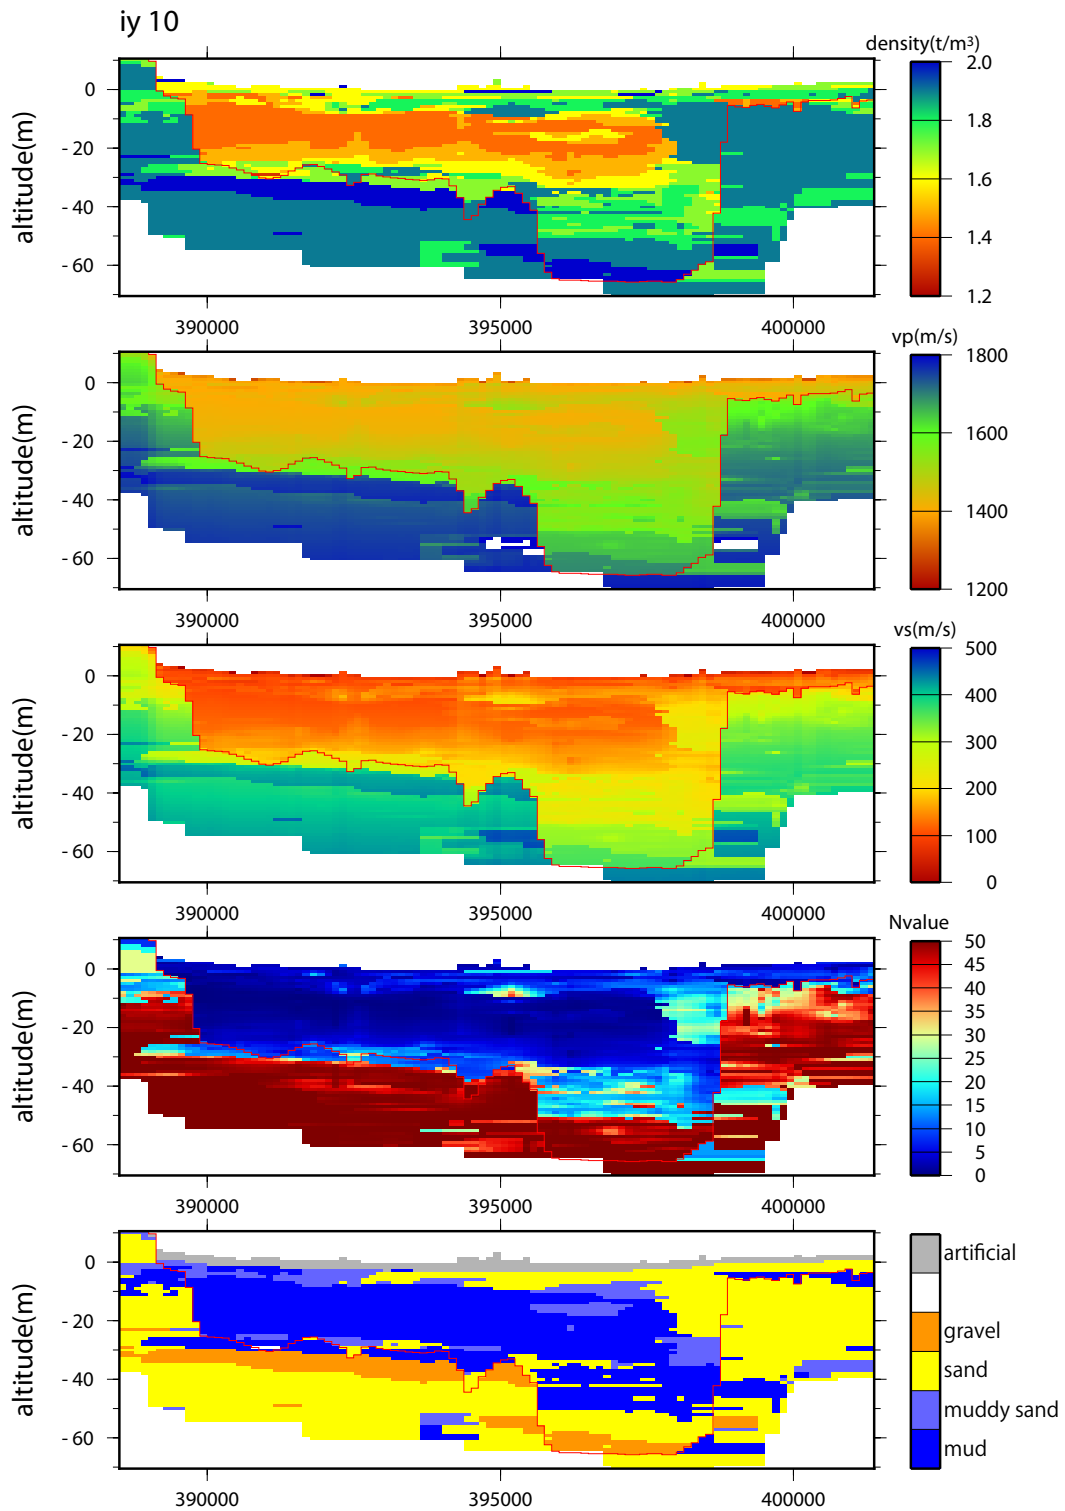 iy 10
density(t/m³)
altitude(m)
0
-20
-40
-60
2.0
1.8
1.6
1.4
1.2
390000 395000 400000
vp(m/s)
altitude(m)
0
-20
-40
-60
1800
1600
1400
1200
390000 395000 400000
vs(m/s)
altitude(m)
0
-20
-40
-60
500
400
300
200
100
0
390000 395000 400000
Nvalue
altitude(m)
0
-20
-40
-60
50
45
40
35
30
25
20
15
10
5
0
390000 395000 400000
altitude(m)
0
-20
-40
-60
artificial
gravel
sand
muddy sand
mud
390000 395000 400000